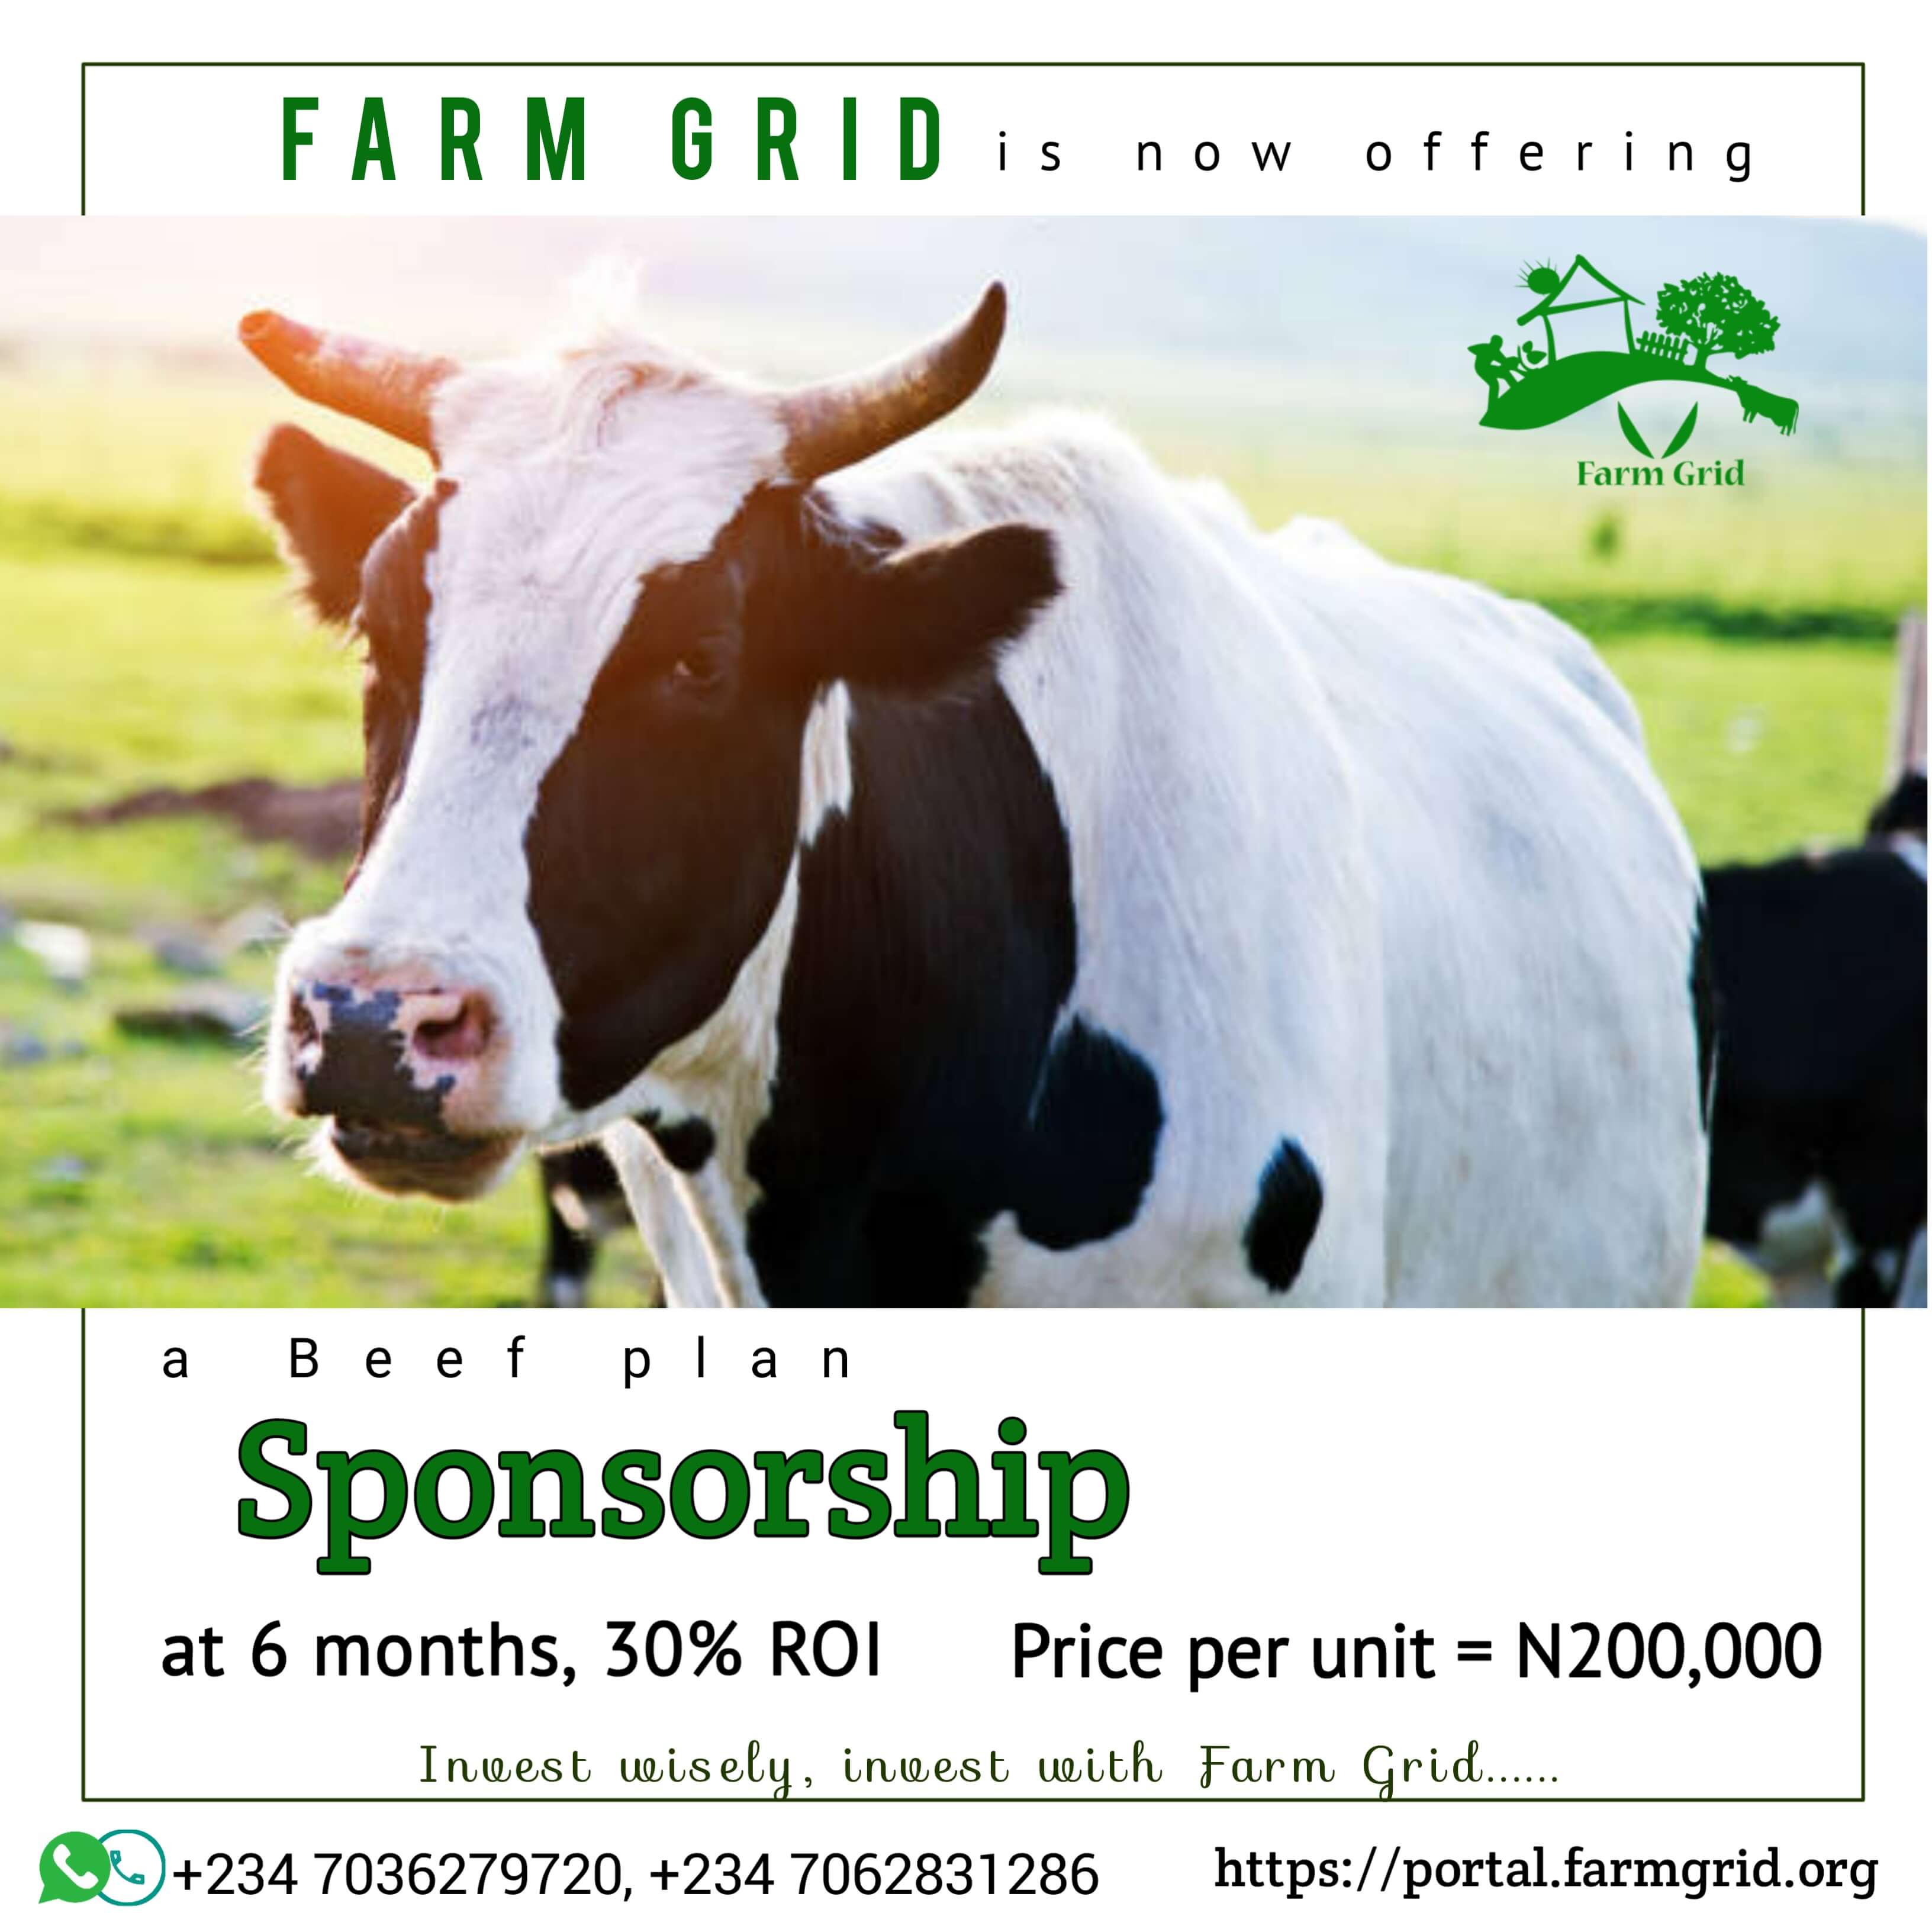 FARM GRID is now offering
Farm Grid
a Beef plan
Sponsorship
at 6 months, 30% ROI Price per unit = N200,000
Invest wisely, invest with Farm Grid......
+234 7036279720, +234 7062831286 https://portal.farmgrid.org